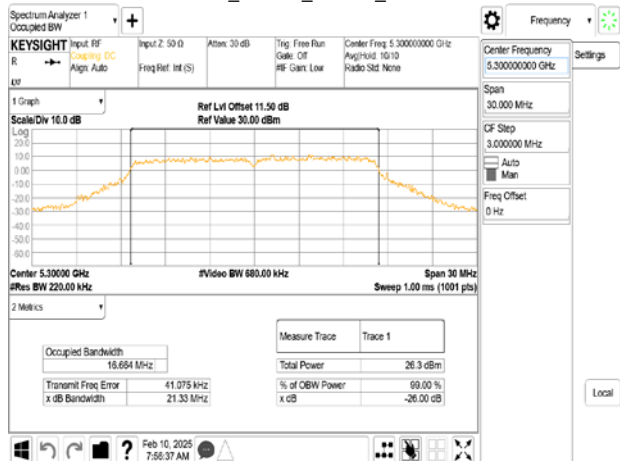 Spectrum Analyzer 1
Occupied BW
Frequency
KEYSIGHT
R
Input: RF
Coupling: DC
Align: Auto
Input Z: 50 Ω
Freq Ref: Int (S)
Atten: 30 dB
Trig: Free Run
Gate: Off
#IF Gain: Low
Center Freq: 5.300000000 GHz
Avg|Hold: 10/10
Radio Std: None
Center Frequency
5.300000000 GHz
Settings
Span
30.000 MHz
CF Step
3.000000 MHz
Auto
Man
Freq Offset
0 Hz
1 Graph
Scale/Div 10.0 dB
Ref Lvl Offset 11.50 dB
Ref Value 30.00 dBm
Log
20.0
10.0
0.00
-10.0
-20.0
-30.0
-40.0
-50.0
-60.0
Center 5.30000 GHz
#Res BW 220.00 kHz
#Video BW 680.00 kHz
Span 30 MHz
Sweep 1.00 ms (1001 pts)
2 Metrics
Measure Trace Trace 1
Occupied Bandwidth
16.664 MHz
Total Power 26.3 dBm
Transmit Freq Error 41.075 kHz
% of OBW Power 99.00 %
x dB Bandwidth 21.33 MHz
x dB -26.00 dB
Local
Feb 10, 2025
7:56:37 AM